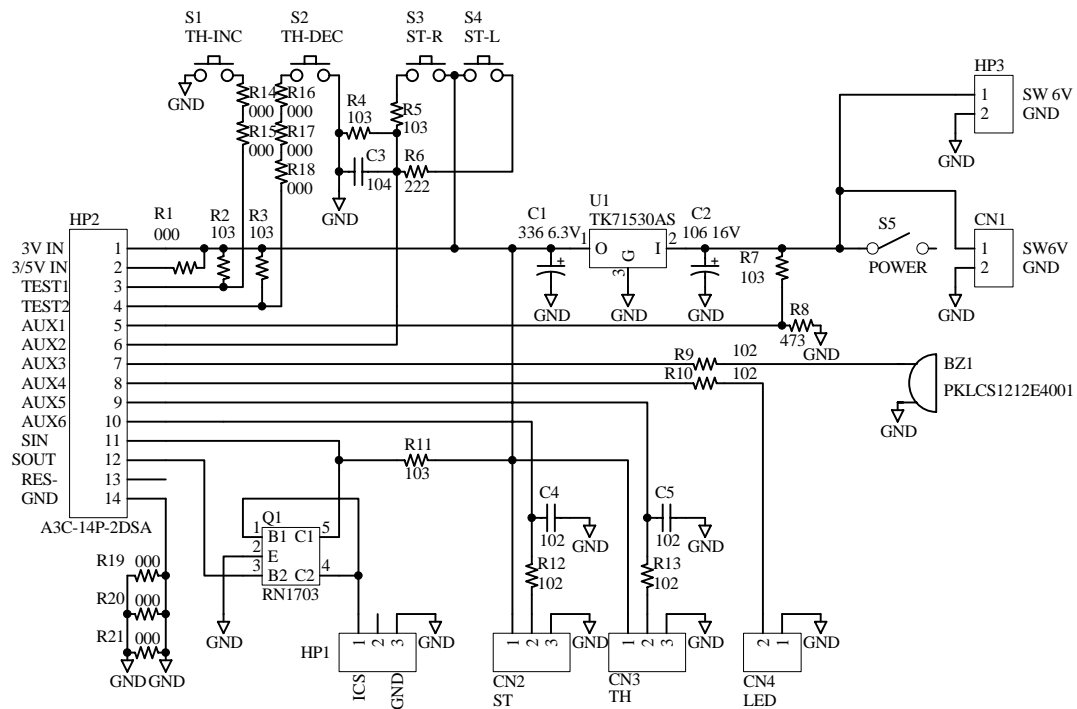 S1
TH-INC
S2
TH-DEC
S3
ST-R
S4
ST-L
HP3
1
2
SW 6V
GND
GND
GND
R14
000
R15
000
R16
000
R17
000
R18
000
R4
103
R5
103
C3
104
R6
222
GND
U1
TK71530AS
C1
336 6.3V
1
O
I
2
G
3
C2
106 16V
S5
POWER
CN1
1
2
SW6V
GND
GND
GND
GND
GND
R7
103
R8
473
GND
HP2
R1
000
R2
103
R3
103
3V IN
1
3/5V IN
2
TEST1
3
TEST2
4
AUX1
5
AUX2
6
AUX3
7
AUX4
8
AUX5
9
AUX6
10
SIN
11
SOUT
12
RES-
13
GND
14
A3C-14P-2DSA
R9
102
R10
102
BZ1
PKLCS1212E4001
GND
R11
103
Q1
1
B1
C1
5
2
E
3
B2
C2
4
RN1703
C4
102
GND
C5
102
GND
R12
102
R13
102
R19
000
R20
000
R21
000
GND
GND
GND
HP1
1
2
3
ICS
GND
GND
1
2
3
GND
CN2
ST
1
2
3
GND
CN3
TH
2
1
GND
CN4
LED